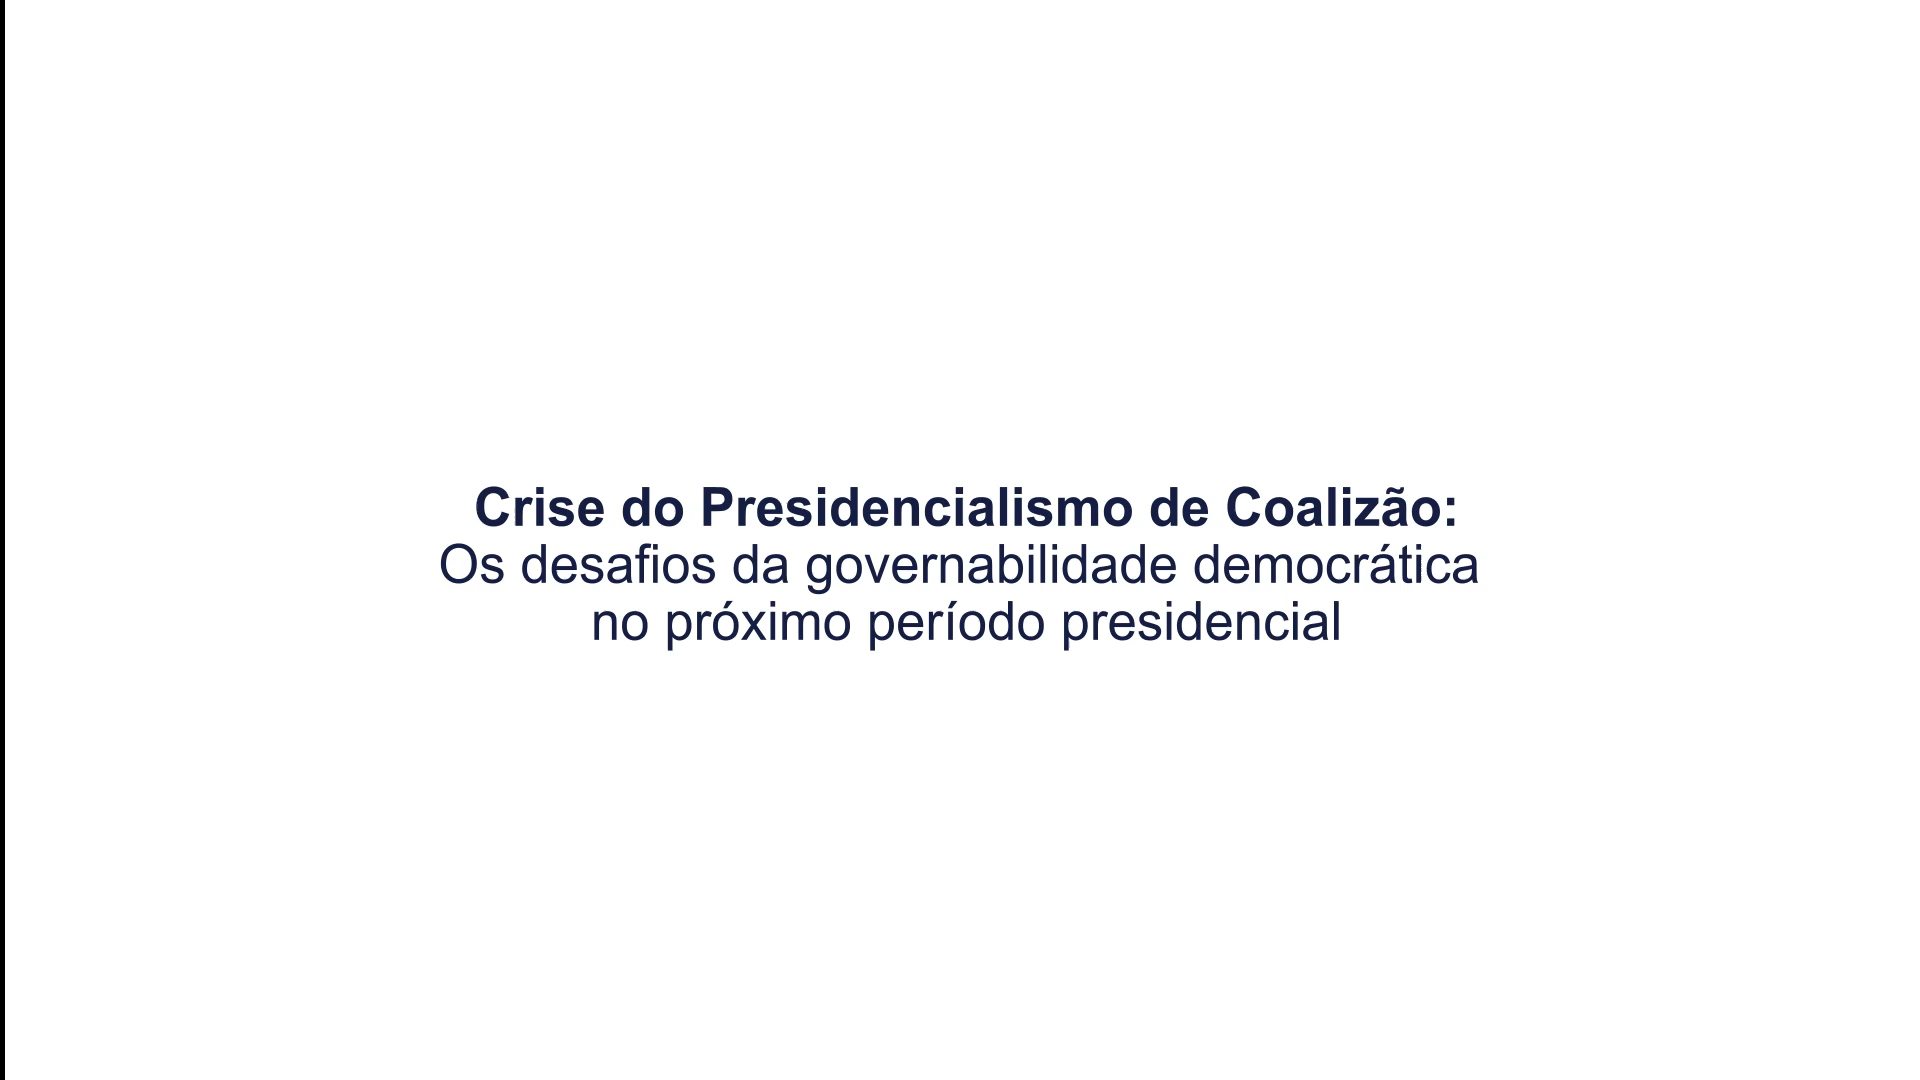 Crise do Presidencialismo de Coalizão:
Os desafios da governabilidade democrática
no próximo período presidencial